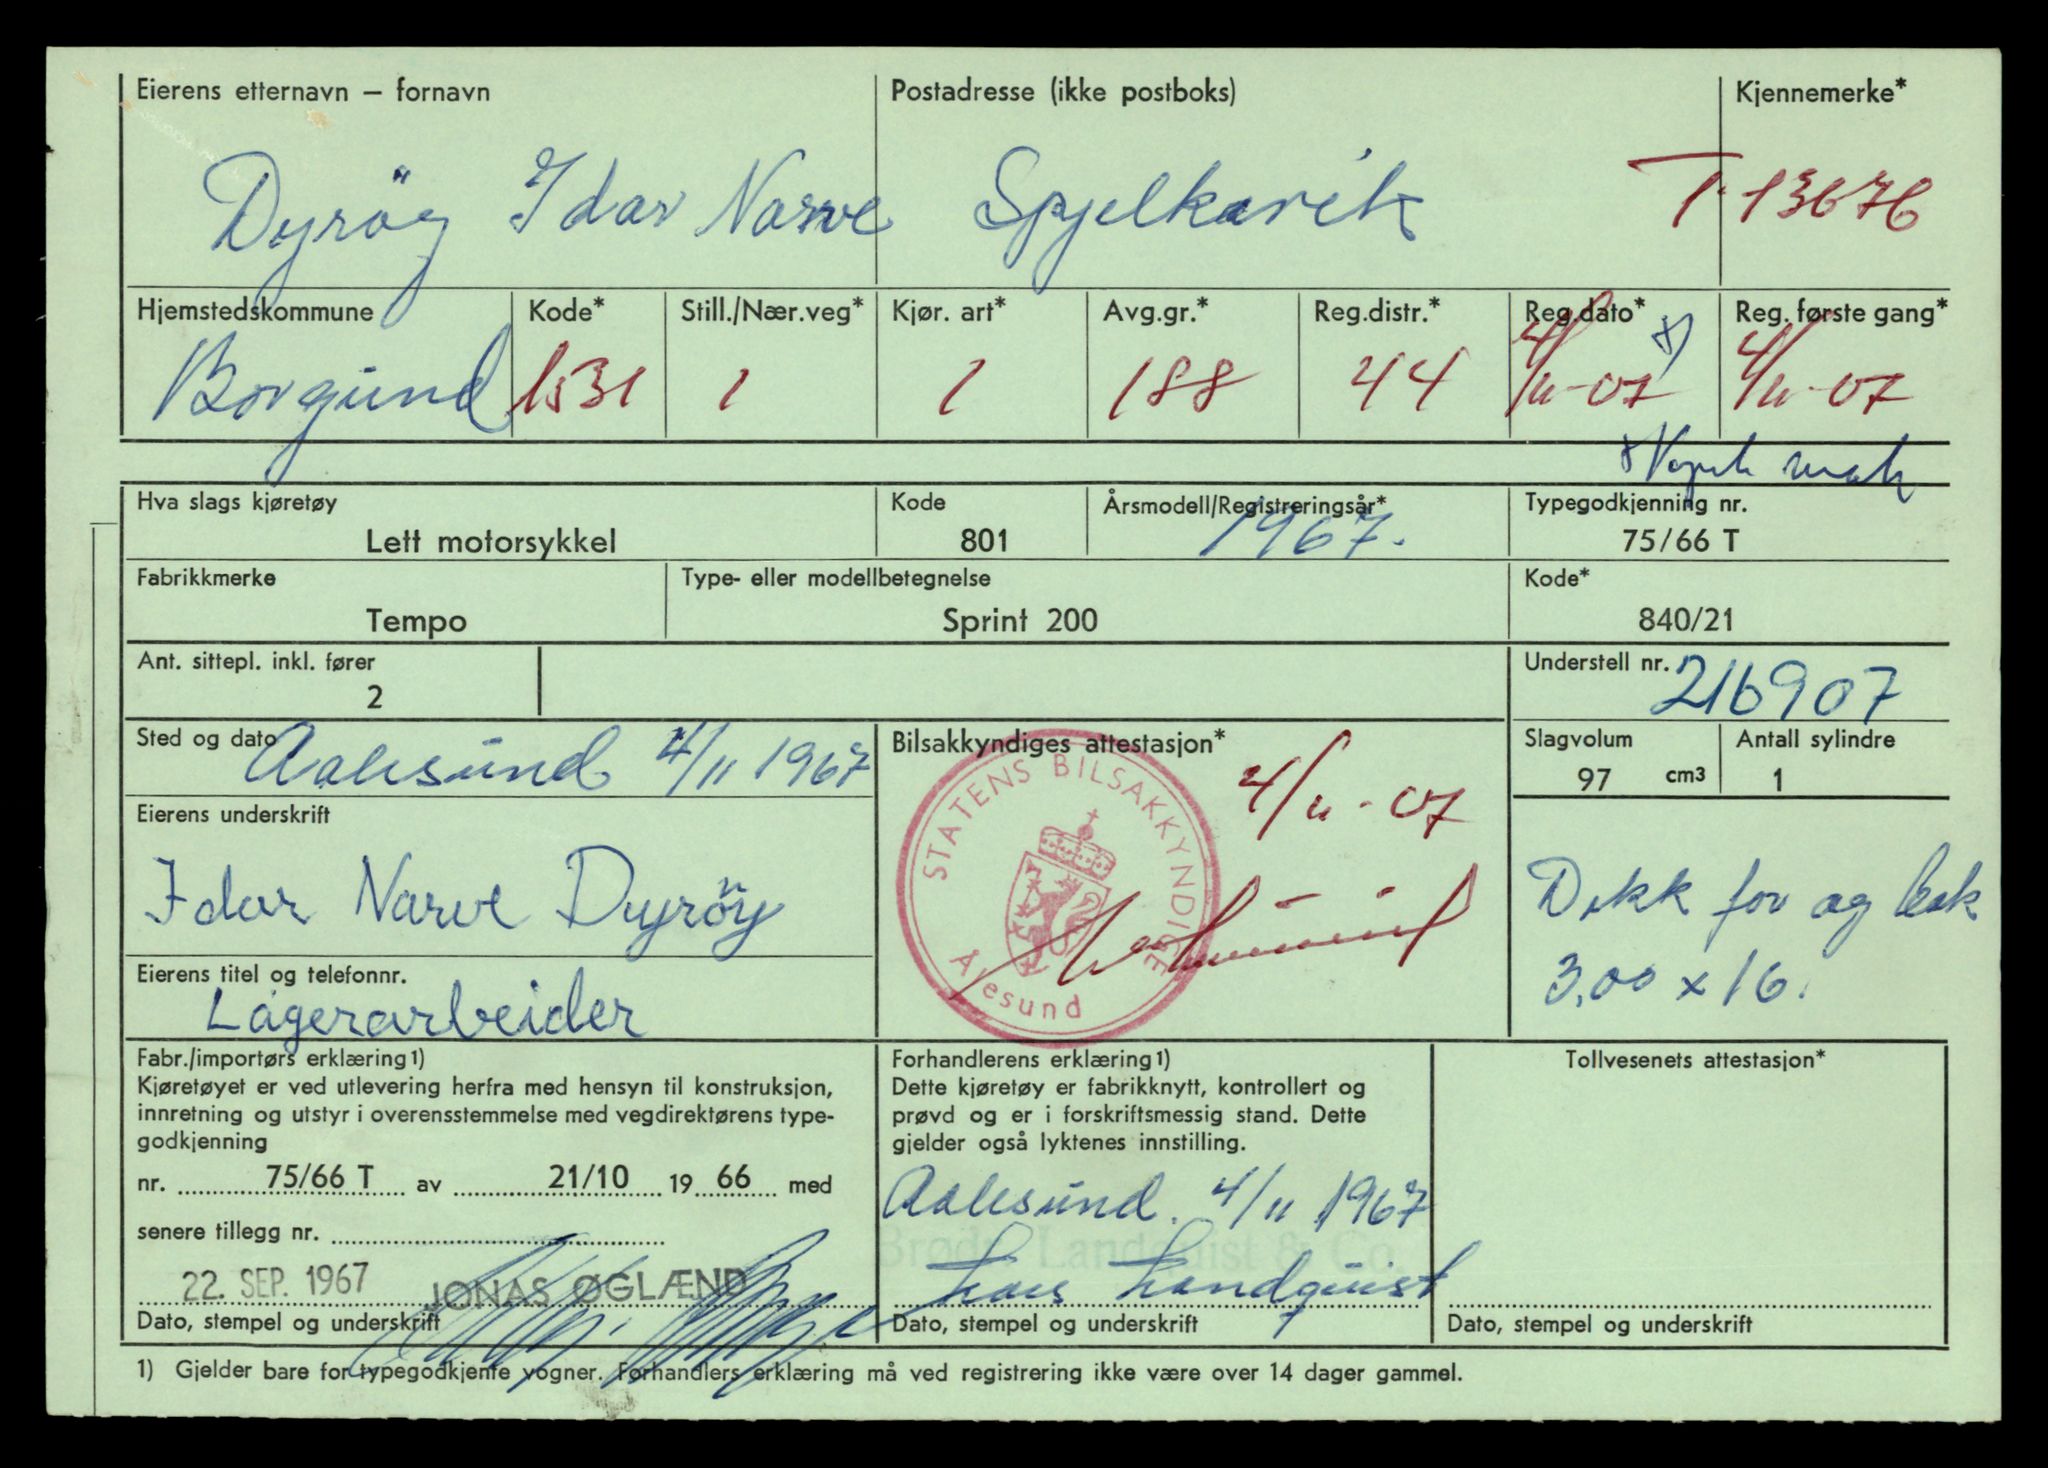 Eierens etternavn – fornavn Postadresse (ikke postboks) Kjennemerke*
Dyröy Idar Narve Spjelkavik T-13676
Hjemstedskommune Kode* Still./Nær.veg* Kjør. art* Avg.gr.* Reg.distr.* Reg.dato* Reg. første gang*
Borgund 1531 1 1 188 44 4/11-67 4/11-67
Hva slags kjøretøy Kode Årsmodell/Registreringsår* Typegodkjenning nr.
Lett motorsykkel 801 1967. 75/66 T
Fabrikkmerke Type- eller modellbetegnelse Kode*
Tempo Sprint 200 840/21
Ant. sittepl. inkl. fører Understell nr.
2 216907
Sted og dato Aalesund 4/11 1967 Bilsakkyndiges attestasjon* Slagvolum Antall sylindre
4/11-67 97 cm3 1
STATENS BILSAKKYNDIGE
Ålesund
Eierens underskrift
Idar Narve Dyröy
Dekk for og bak
3,00 x 16.
Eierens titel og telefonnr.
Lagerarbeider
Fabr./importørs erklæring1) Forhandlerens erklæring1) Tollvesenets attestasjon*
Kjøretøyet er ved utlevering herfra med hensyn til konstruksjon, Dette kjøretøy er fabrikknytt, kontrollert og
innretning og utstyr i overensstemmelse med vegdirektørens type- prøvd og er i forskriftsmessig stand. Dette
godkjenning gjelder også lyktenes innstilling.
nr. 75/66 T av 21/10 19 66 med Aalesund. 4/11 1967
senere tillegg nr. Brødr. Landquist & Co.
22. SEP. 1967 JONAS ØGLÆND Landquist
Dato, stempel og underskrift Dato, stempel og underskrift Dato, stempel og underskrift
1) Gjelder bare for typegodkjente vogner. Forhandlers erklæring må ved registrering ikke være over 14 dager gammel.